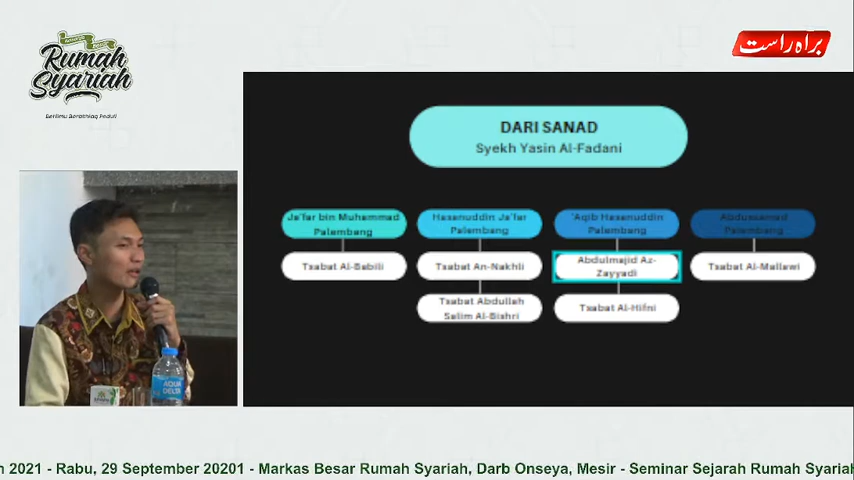 Rumah
Syariah
Berilmu Berakhlaq Peduli
براہ راست
DARI SANAD
Syekh Yasin Al-Fadani
Ja'far bin Muhammad
Palembang
Hasanuddin Ja'far
Palembang
'Aqib Hasanuddin
Palembang
Abdussamad
Palembang
Tsabat Al-Babili
Tsabat An-Nakhli
Abdulmajid Az-
Zayyadi
Tsabat Al-Mallawi
Tsabat Abdullah
Salim Al-Bishri
Tsabat Al-Hifni
AQUA
DELTA
n 2021 - Rabu, 29 September 20201 - Markas Besar Rumah Syariah, Darb Onseya, Mesir - Seminar Sejarah Rumah Syariah